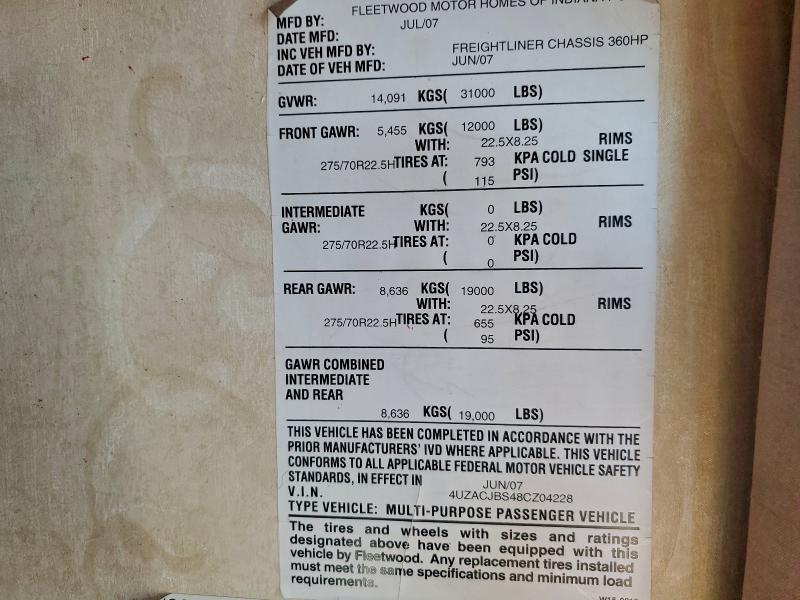 MFD BY: FLEETWOOD MOTOR HOMES OF INDIANA
DATE MFD: JUL/07
INC VEH MFD BY: FREIGHTLINER CHASSIS 360HP
DATE OF VEH MFD: JUN/07
GVWR: 14,091 KGS( 31000 LBS)
FRONT GAWR: 5,455 KGS( 12000 LBS)
WITH: 22.5X8.25 RIMS
275/70R22.5H TIRES AT: 793 KPA COLD SINGLE
( 115 PSI)
INTERMEDIATE KGS( 0 LBS)
GAWR: WITH: 22.5X8.25 RIMS
275/70R22.5H TIRES AT: 0 KPA COLD
( 0 PSI)
REAR GAWR: 8,636 KGS( 19000 LBS)
WITH: 22.5X8.25 RIMS
275/70R22.5H TIRES AT: 655 KPA COLD
( 95 PSI)
GAWR COMBINED
INTERMEDIATE
AND REAR
8,636 KGS( 19,000 LBS)
THIS VEHICLE HAS BEEN COMPLETED IN ACCORDANCE WITH THE
PRIOR MANUFACTURERS' IVD WHERE APPLICABLE. THIS VEHICLE
CONFORMS TO ALL APPLICABLE FEDERAL MOTOR VEHICLE SAFETY
STANDARDS, IN EFFECT IN JUN/07
V.I.N. 4UZACJBS48CZ04228
TYPE VEHICLE: MULTI-PURPOSE PASSENGER VEHICLE
The tires and wheels with sizes and ratings
designated above have been equipped with this
vehicle by Fleetwood. Any replacement tires installed
must meet the same specifications and minimum load
requirements.